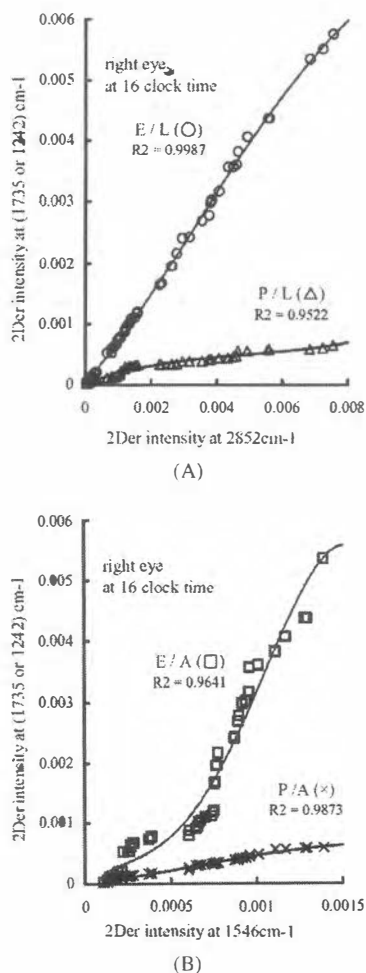 0.006
0.005
0.004
0.003
0.002
0.001
0
right eye
at 16 clock time
E / L (○)
R2 = 0.9987
P / L (△)
R2 = 0.9522
0
0.002
0.004
0.006
0.008
2Der intensity at (1735 or 1242) cm-1
2Der intensity at 2852cm-1
(A)
0.006
0.005
0.004
0.003
0.002
0.001
0
right eye
at 16 clock time
E / A (□)
R2 = 0.9641
P / A (×)
R2 = 0.9873
0
0.0005
0.001
0.0015
2Der intensity at (1735 or 1242) cm-1
2Der intensity at 1546cm-1
(B)